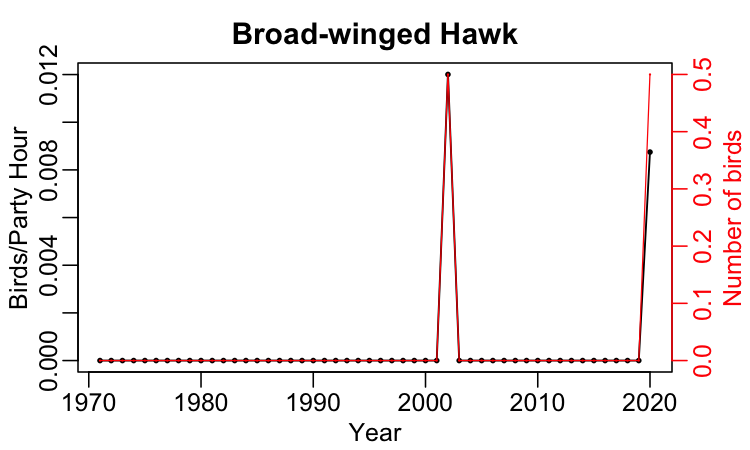 Broad-winged Hawk
Birds/Party Hour
0.012
0.008
0.004
0.000
Number of birds
0.5
0.4
0.3
0.2
0.1
0.0
1970 1980 1990 2000 2010 2020
Year